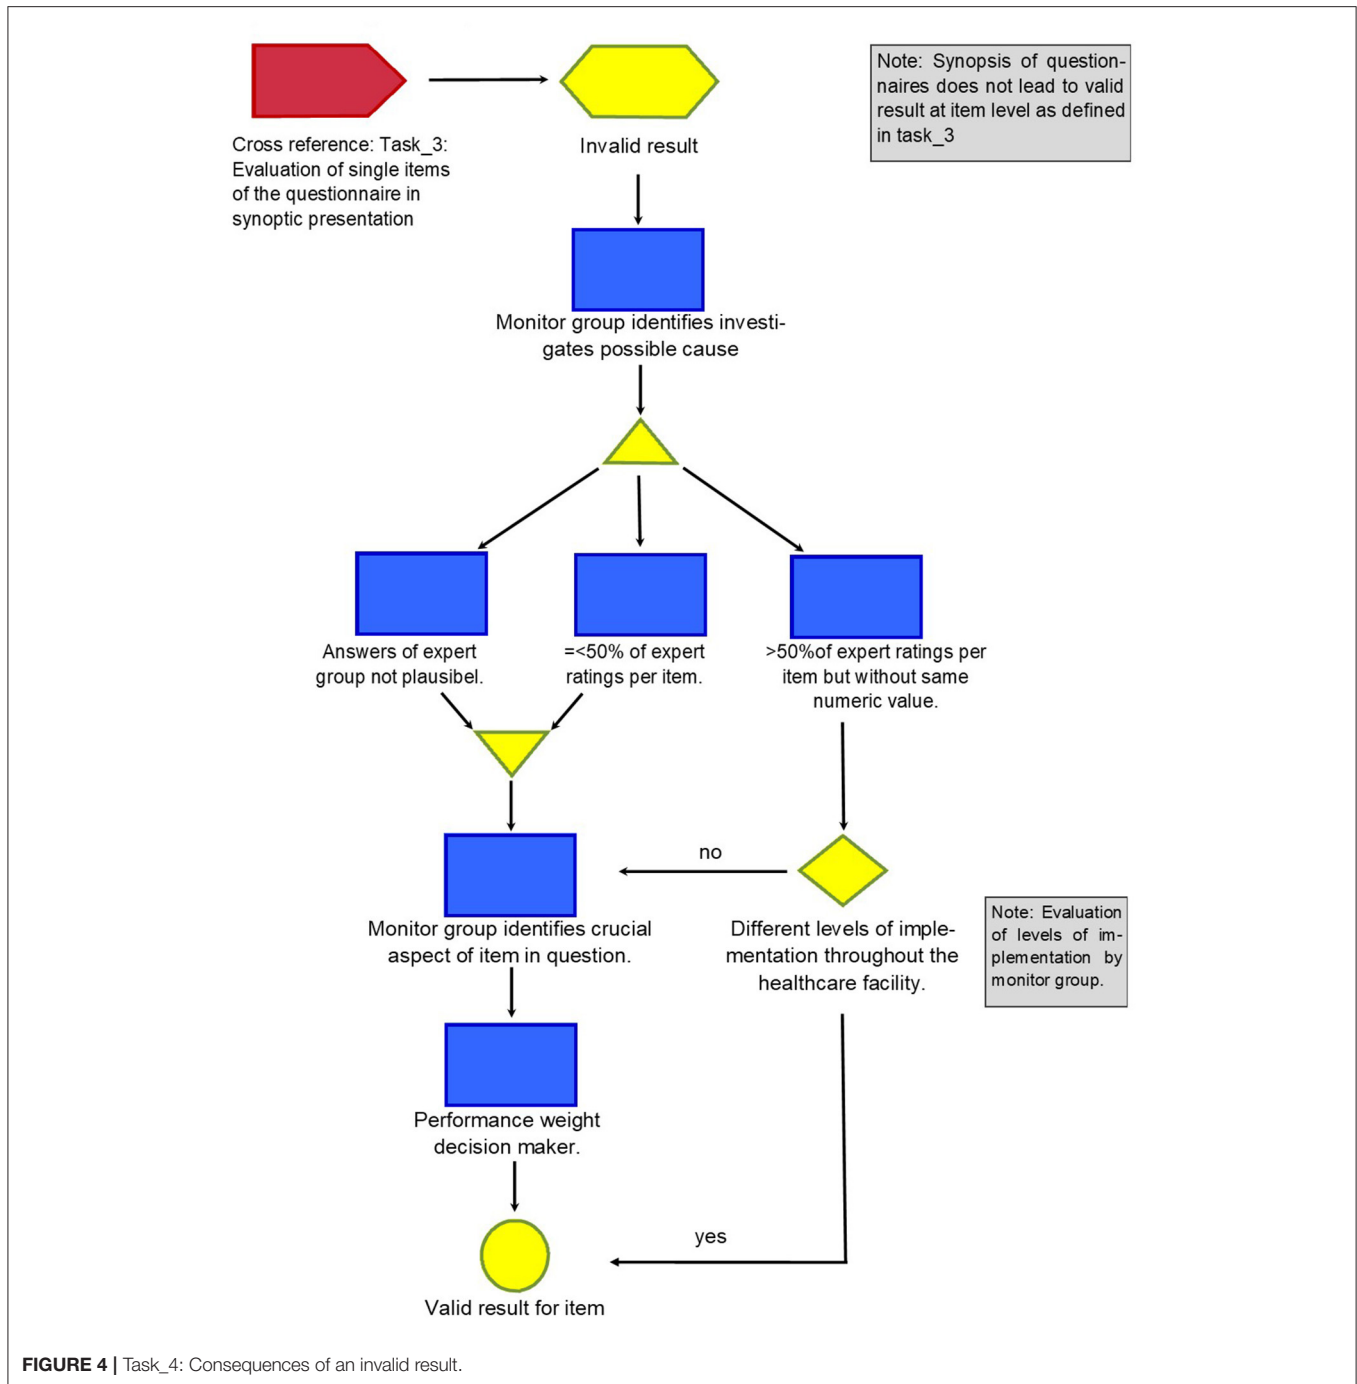 Cross reference: Task_3:
Evaluation of single items
of the questionnaire in
synoptic presentation
Invalid result
Note: Synopsis of question-
naires does not lead to valid
result at item level as defined
in task_3
Monitor group identifies investi-
gates possible cause
Answers of expert
group not plausibel.
=<50% of expert
ratings per item.
>50%of expert ratings per
item but without same
numeric value.
no
Monitor group identifies crucial
aspect of item in question.
Different levels of imple-
mentation throughout the
healthcare facility.
Note: Evaluation
of levels of im-
plementation by
monitor group.
Performance weight
decision maker.
yes
Valid result for item
FIGURE 4 | Task_4: Consequences of an invalid result.